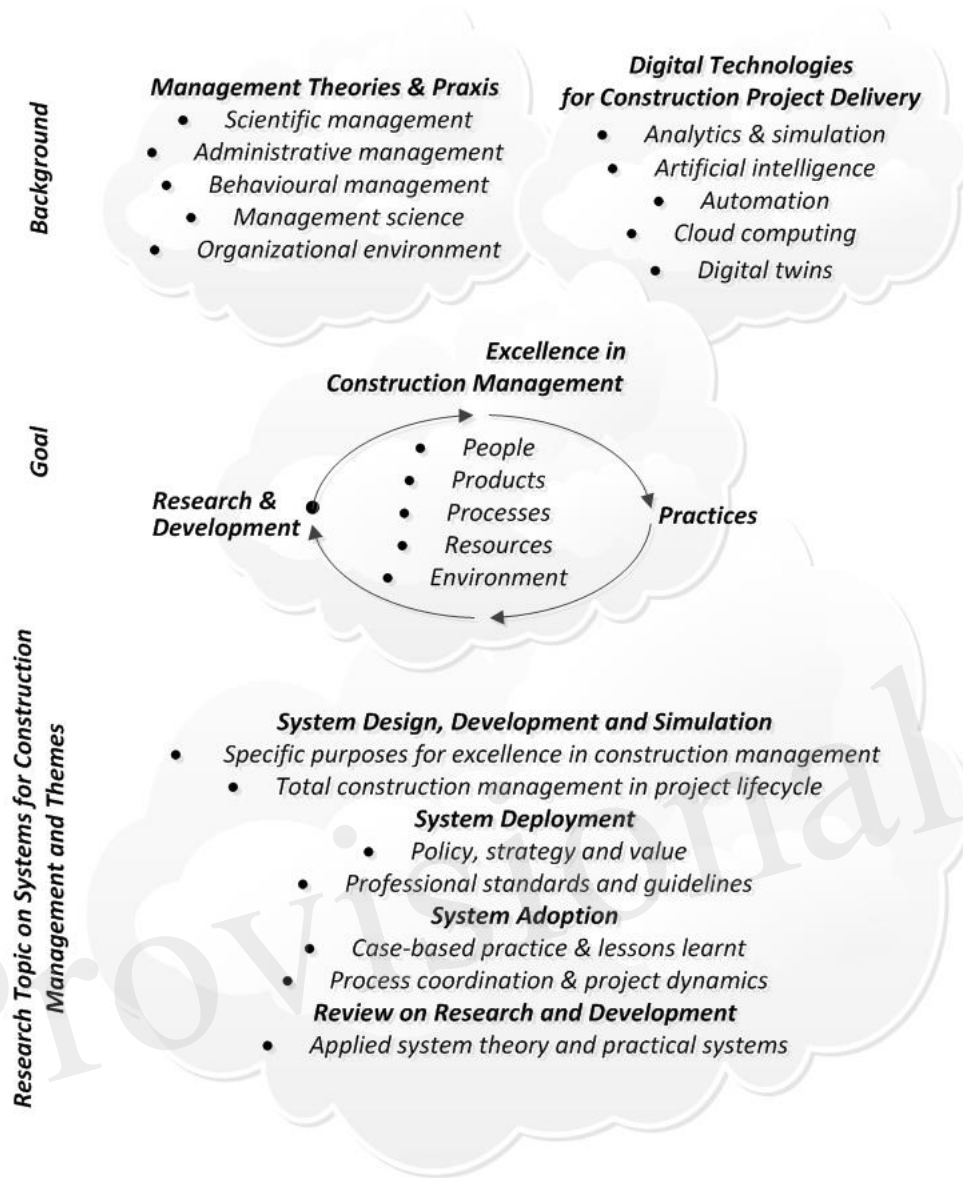 Background
Management Theories & Praxis
• Scientific management
• Administrative management
• Behavioural management
• Management science
• Organizational environment
Digital Technologies
for Construction Project Delivery
• Analytics & simulation
• Artificial intelligence
• Automation
• Cloud computing
• Digital twins
Goal
Excellence in
Construction Management
• People
• Products
• Processes
• Resources
• Environment
Research &
Development
Practices
Research Topic on Systems for Construction
Management and Themes
System Design, Development and Simulation
• Specific purposes for excellence in construction management
• Total construction management in project lifecycle
System Deployment
• Policy, strategy and value
• Professional standards and guidelines
System Adoption
• Case-based practice & lessons learnt
• Process coordination & project dynamics
Review on Research and Development
• Applied system theory and practical systems
Provisional